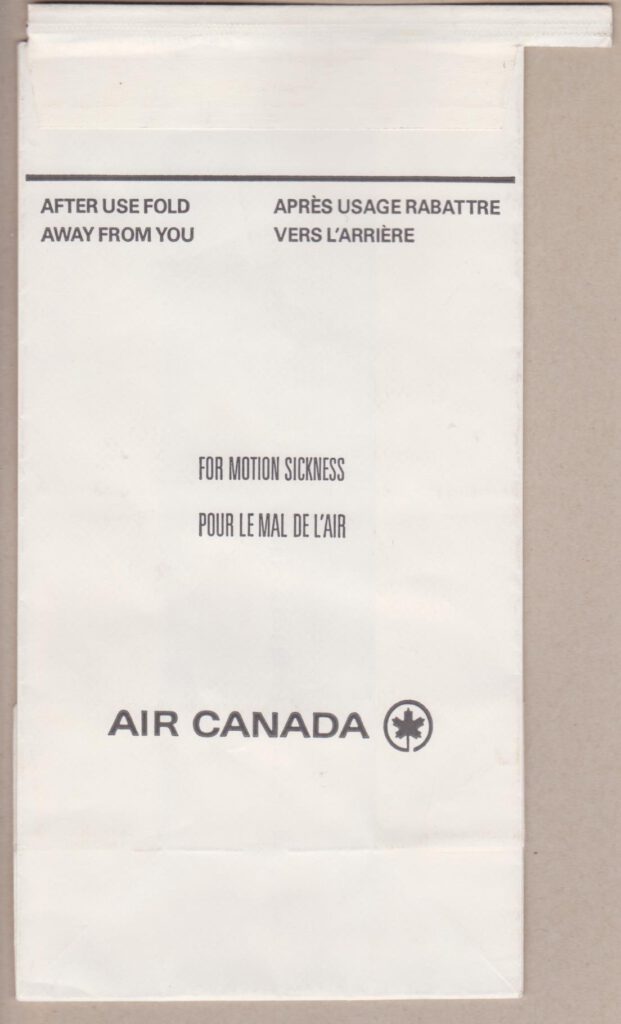 AFTER USE FOLD
AWAY FROM YOU
APRÈS USAGE RABATTRE
VERS L'ARRIÈRE
FOR MOTION SICKNESS
POUR LE MAL DE L'AIR
AIR CANADA